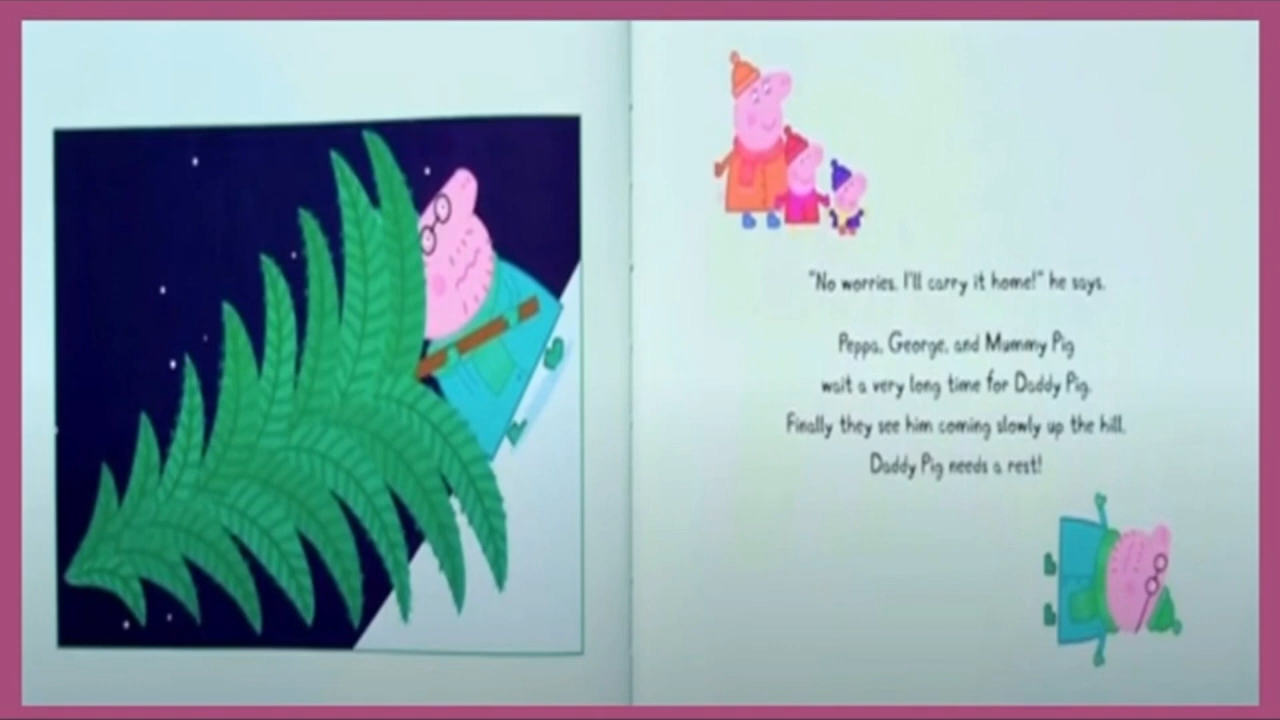 "No worries, I'll carry it home!" he says.
Peppa, George, and Mummy Pig
wait a very long time for Daddy Pig.
Finally they see him coming slowly up the hill.
Daddy Pig needs a rest!